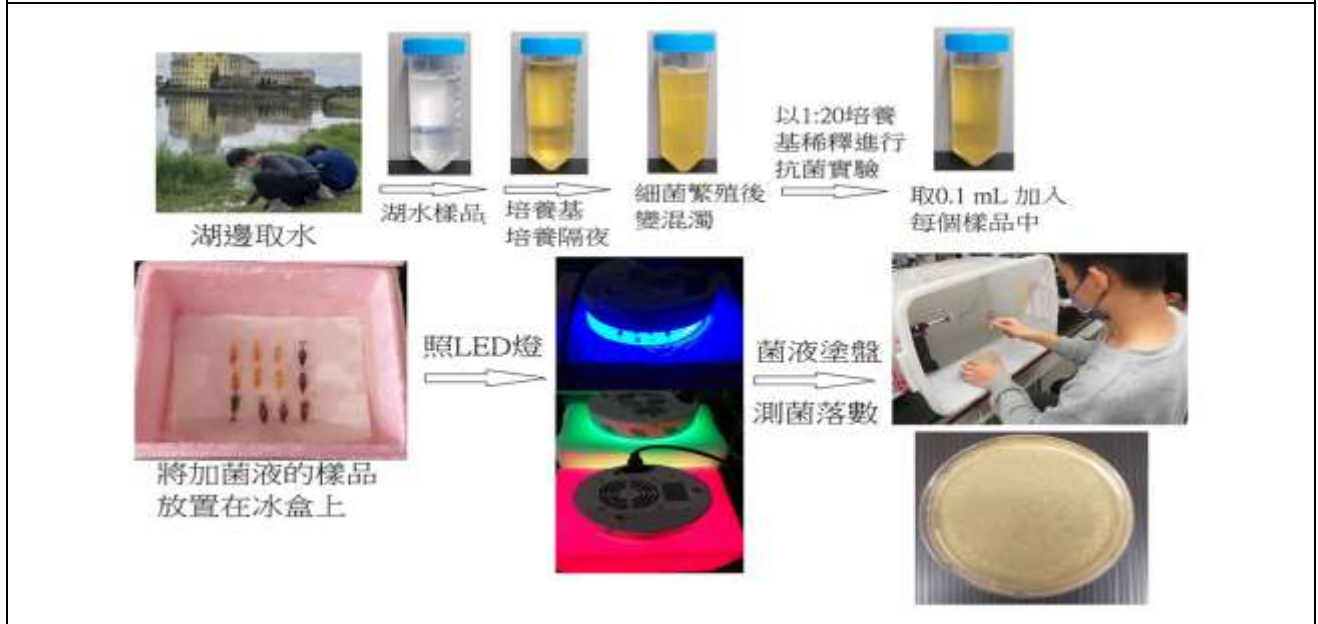 湖邊取水
湖水樣品
培養基
培養隔夜
細菌繁殖後
變混濁
以1:20培養
基稀釋進行
抗菌實驗
取0.1 mL 加入
每個樣品中
將加菌液的樣品
放置在冰盒上
照LED燈
菌液塗盤
測菌落數